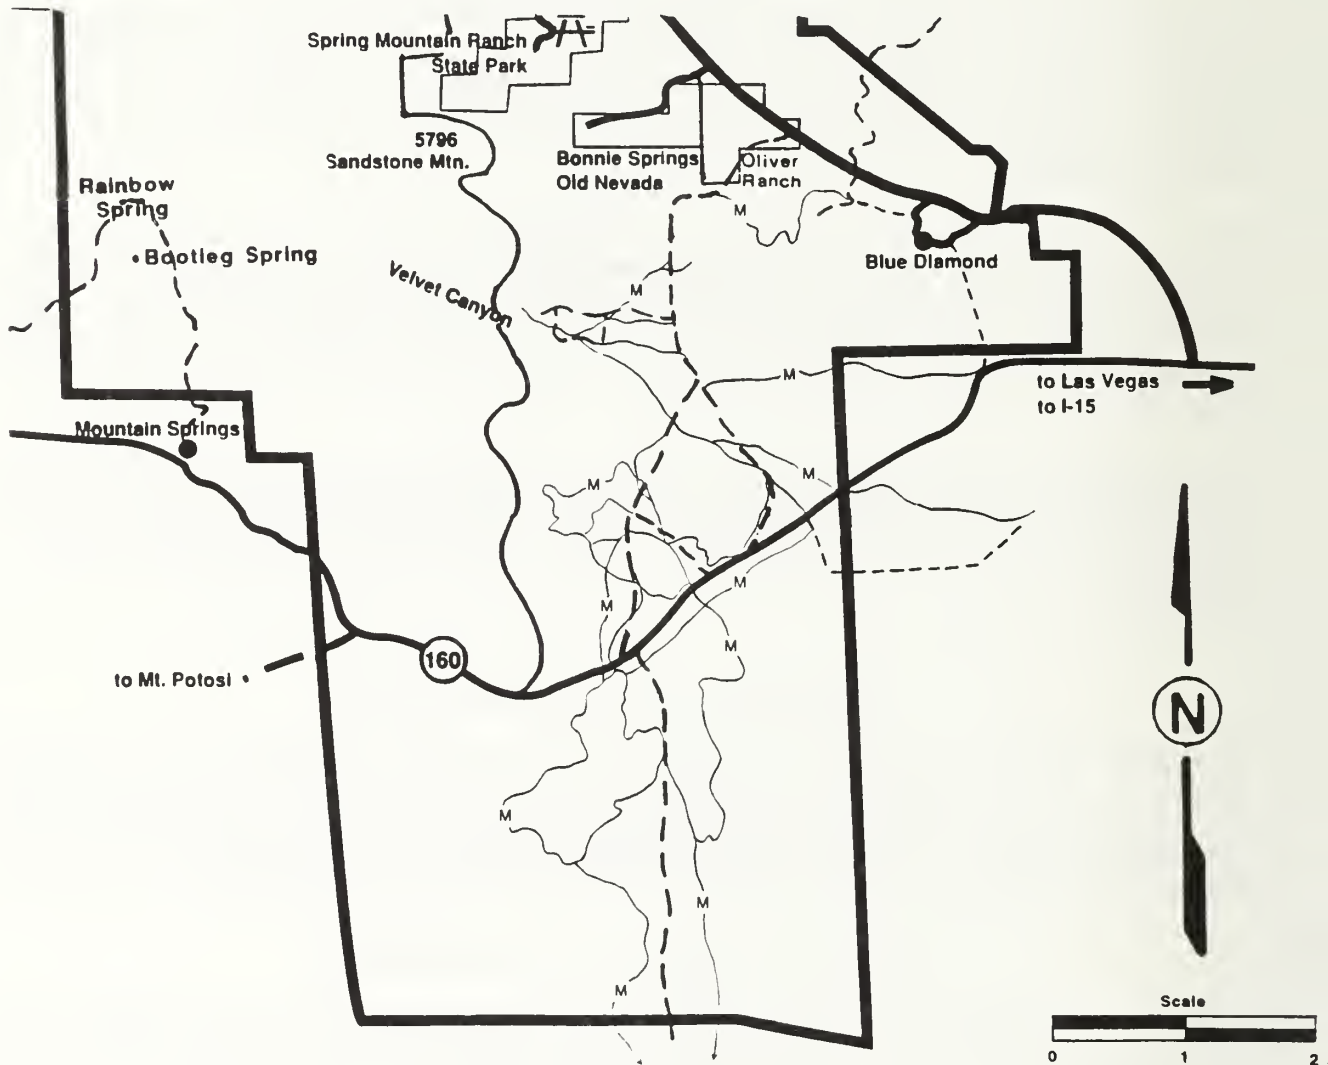 Spring Mountain Ranch
State Park
5796
Sandstone Mtn.
Bonnie Springs
Old Nevada
Oliver
Ranch
M
Rainbow
Spring
Bootleg Spring
Blue Diamond
Velvet Canyon
M
M
to Las Vegas
to I-15
Mountain Springs
M
M
M
M
M
160
to Mt. Potosi
N
M
M
M
Scale
0 1 2